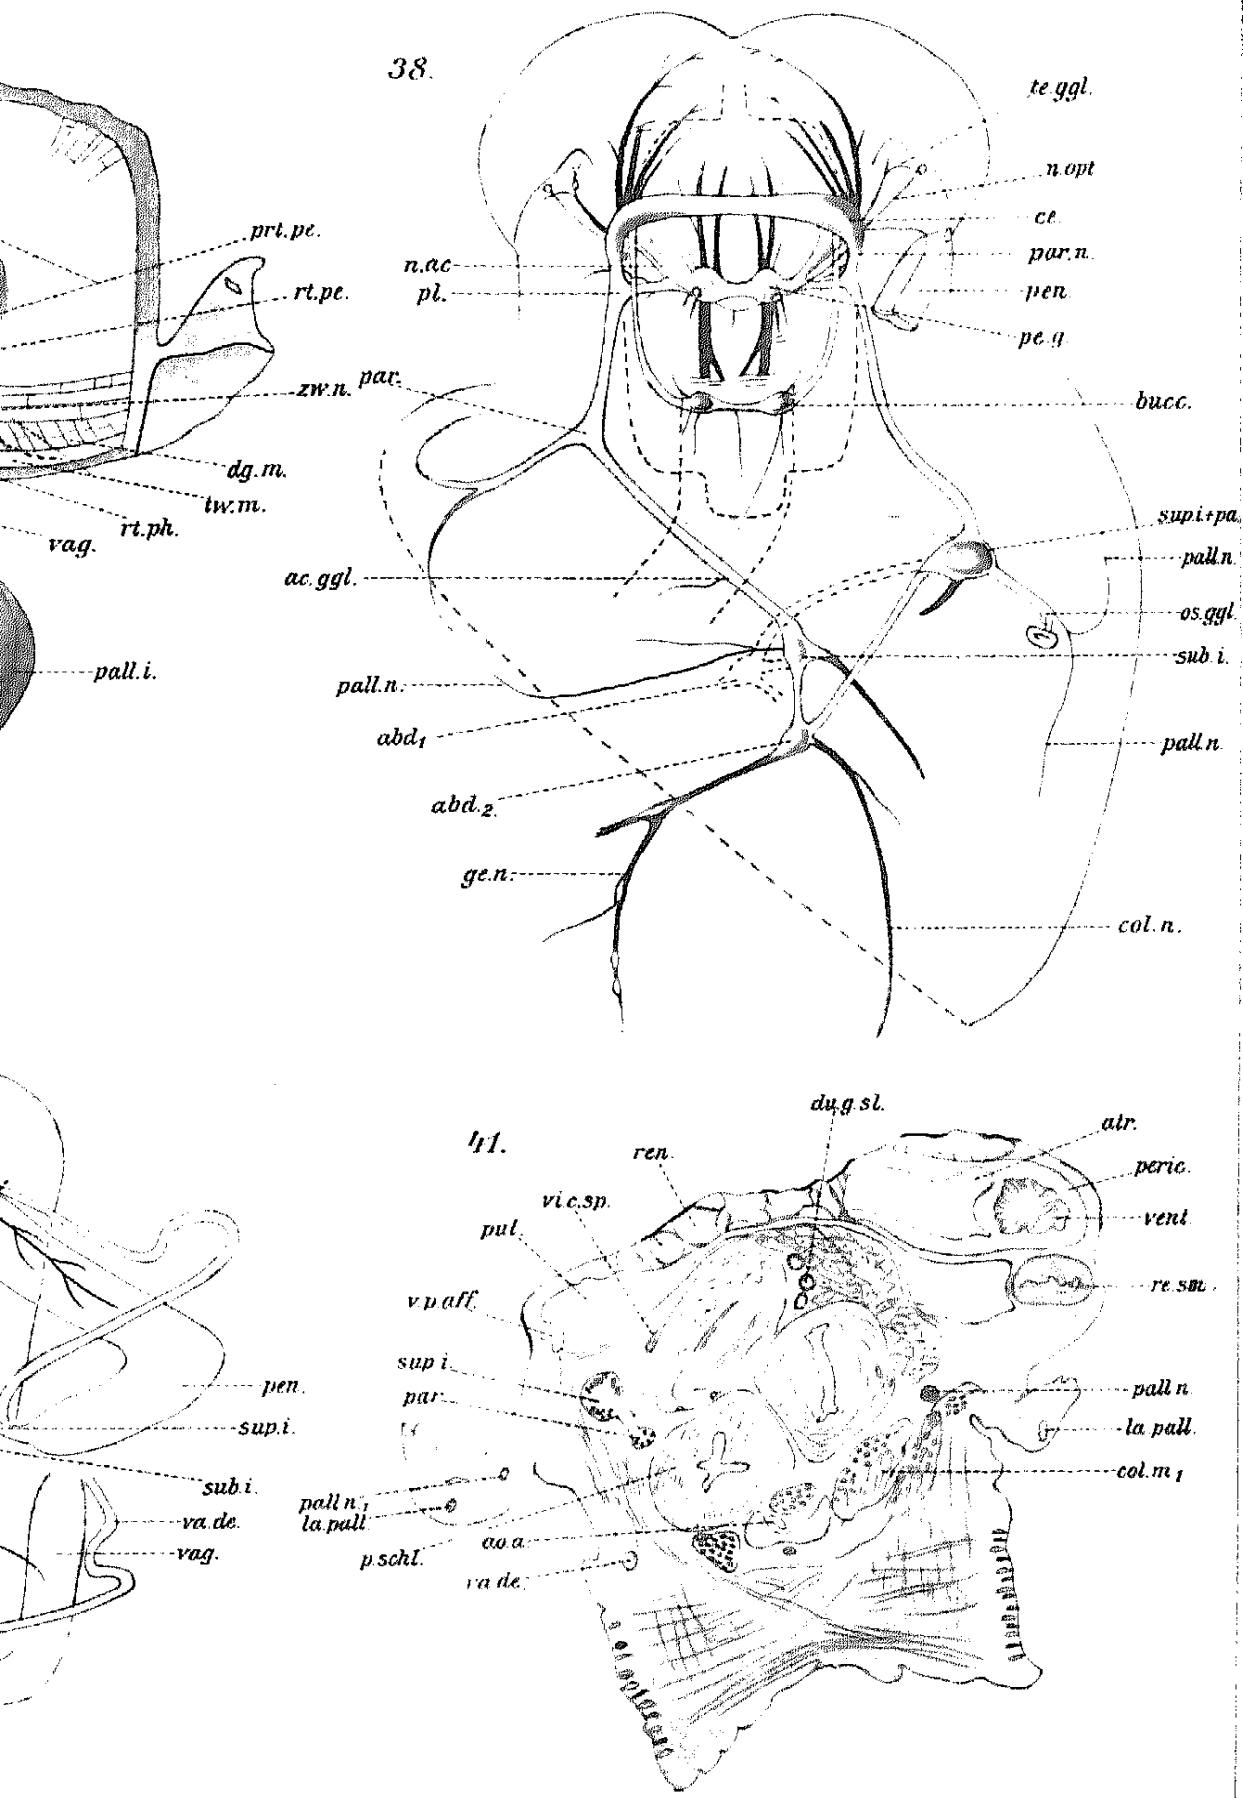 38.
te.ggl.
n.opt
ce.
par.n.
pen
pe.g.
bucc.
sup.i+pa.
pall.n.
os.ggl.
sub.i.
pall.n.
col.n.
n.ac
pl.
par.
ac.ggl.
pall.n.
abd1
abd.2.
ge.n.
prt.pe.
rt.pe.
zw.n.
dg.m.
tw.m.
rt.ph.
vag.
pall.i.
pen.
sup.i.
sub.i.
va.de.
vag.
41.
du.g.sl.
ren.
vi.c.sp.
pul.
v.p.aff.
sup i.
par.
pall n.1
la.pall.
p.schl.
ao.a.
va de.
atr.
peric.
vent
re.sm.
pall n
la pall.
col.m1